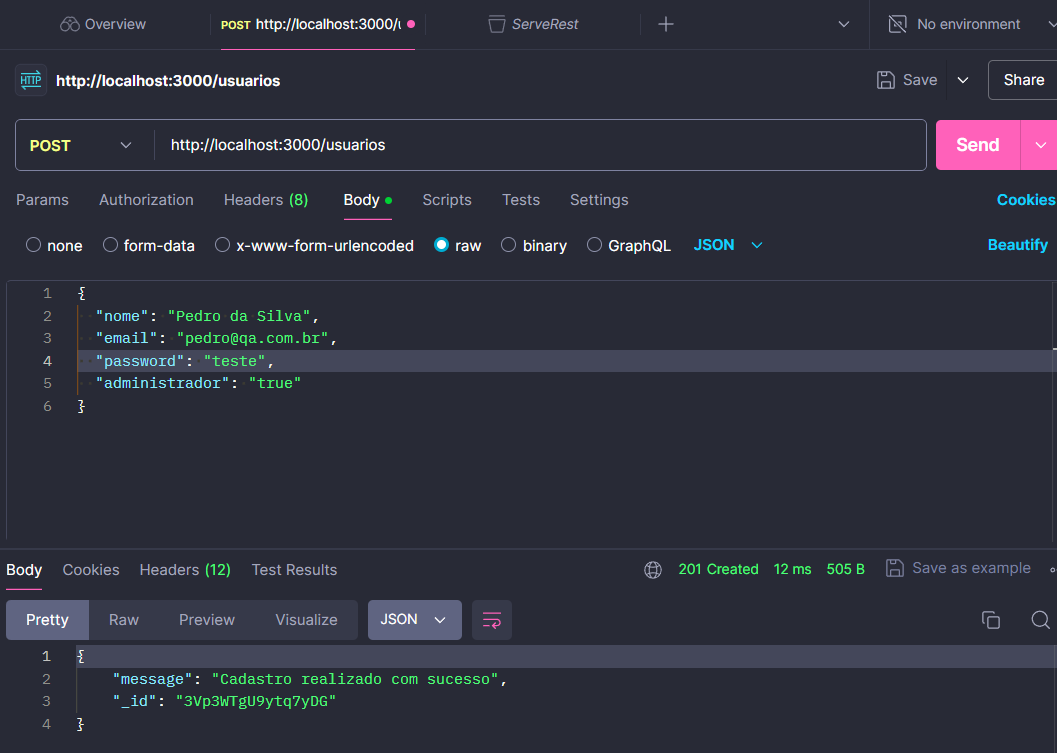 Overview POST http://localhost:3000/u ServeRest No environment
HTTP http://localhost:3000/usuarios Save Share
POST http://localhost:3000/usuarios Send
Params Authorization Headers (8) Body Scripts Tests Settings Cookies
none form-data x-www-form-urlencoded raw binary GraphQL JSON Beautify
1 {
2 "nome": "Pedro da Silva",
3 "email": "pedro@qa.com.br",
4 "password": "teste",
5 "administrador": "true"
6 }
Body Cookies Headers (12) Test Results 201 Created 12 ms 505 B Save as example
Pretty Raw Preview Visualize JSON
1 {
2 "message": "Cadastro realizado com sucesso",
3 "_id": "3Vp3WTgU9ytq7yDG"
4 }